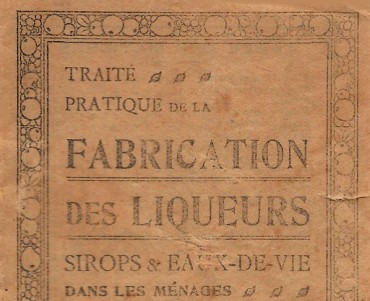 TRAITÉ
PRATIQUE DE LA
FABRICATION
DES LIQUEURS
SIROPS & EAUX-DE-VIE
DANS LES MÉNAGES